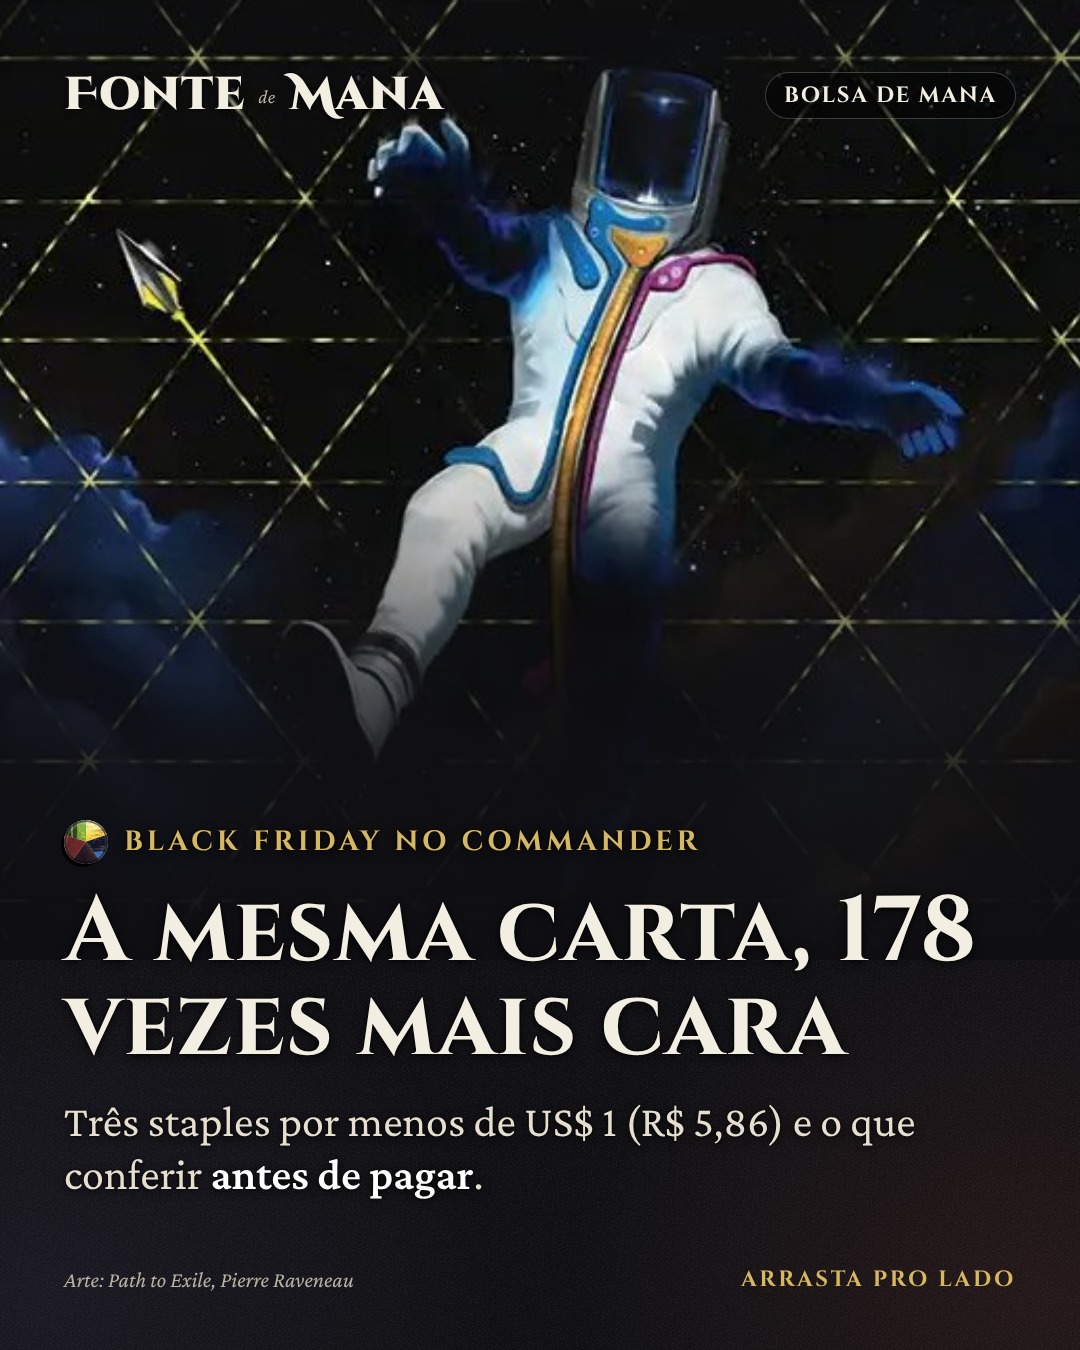 FONTE de MANA
BOLSA DE MANA
BLACK FRIDAY NO COMMANDER
A MESMA CARTA, 178
VEZES MAIS CARA
Três staples por menos de US$ 1 (R$ 5,86) e o que
conferir antes de pagar.
Arte: Path to Exile, Pierre Raveneau
ARRASTA PRO LADO